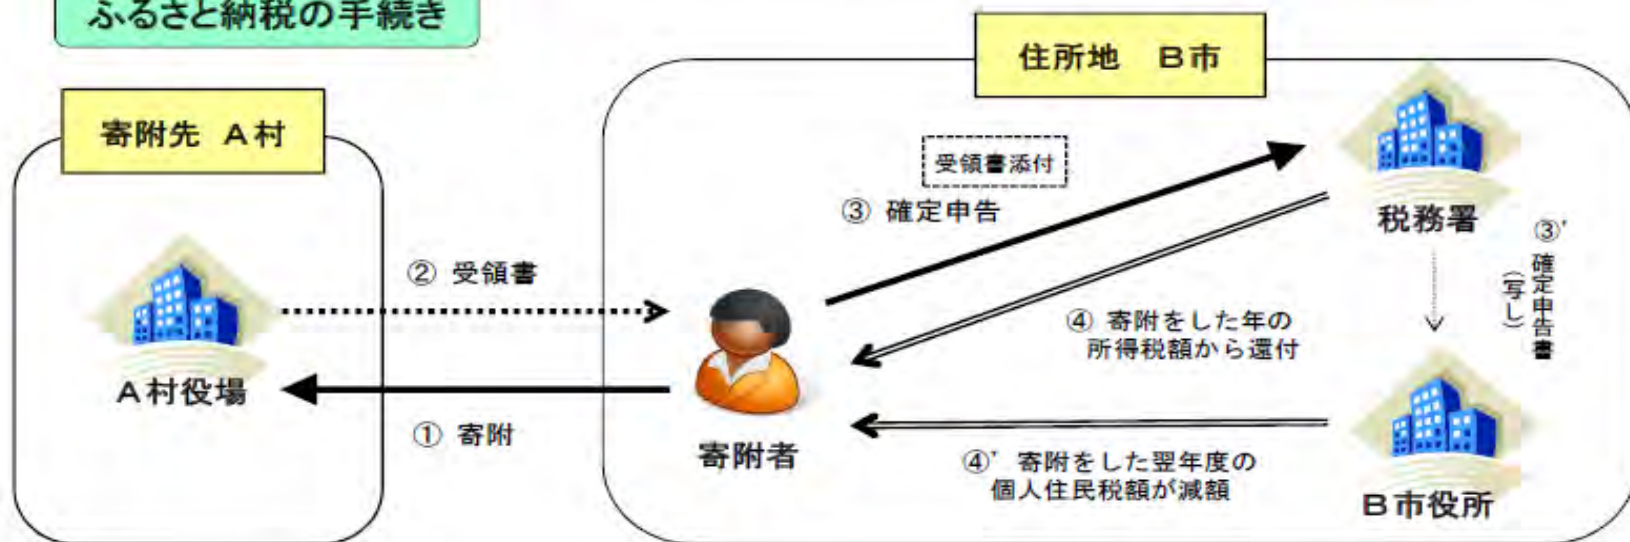 ふるさと納税の手続き
住所地　B市
寄附先 A村
受領書添付
③ 確定申告
税務署
③' 確定申告書
（写し）
② 受領書
④ 寄附をした年の
所得税額から還付
A村役場
① 寄附
寄附者
④' 寄附をした翌年度の
個人住民税額が減額
B市役所